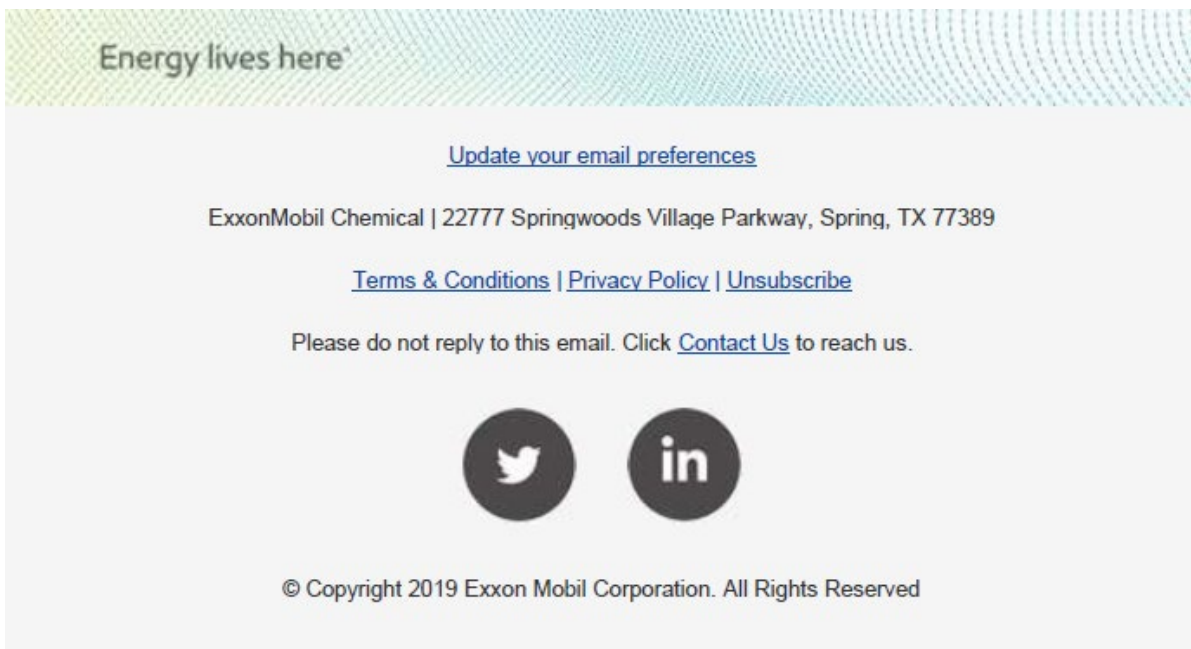 Energy lives here™
Update your email preferences
ExxonMobil Chemical | 22777 Springwoods Village Parkway, Spring, TX 77389
Terms & Conditions | Privacy Policy | Unsubscribe
Please do not reply to this email. Click Contact Us to reach us.
in
© Copyright 2019 Exxon Mobil Corporation. All Rights Reserved